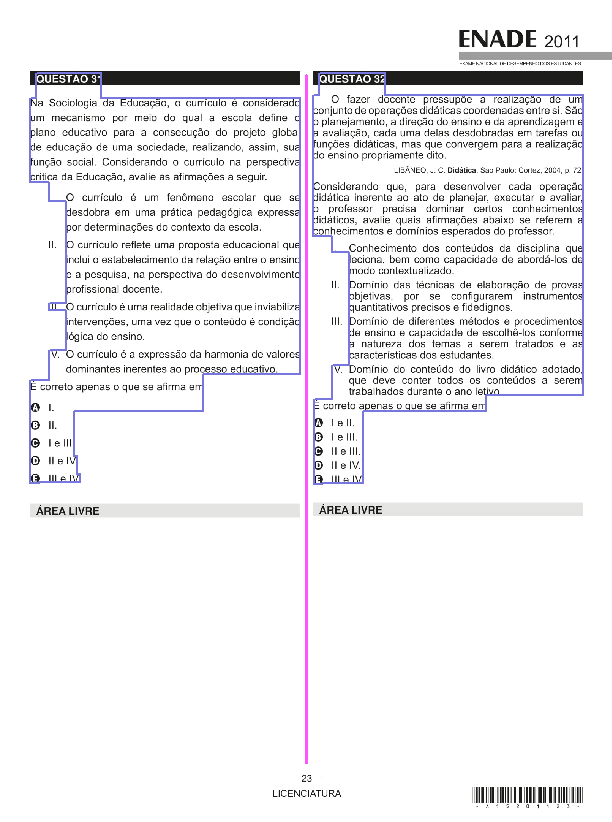 ENADE 2011
EXAME NACIONAL DE DESEMPENHO DOS ESTUDANTES
QUESTÃO 31
Na Sociologia da Educação, o currículo é considerado
um mecanismo por meio do qual a escola define o
plano educativo para a consecução do projeto global
de educação de uma sociedade, realizando, assim, sua
função social. Considerando o currículo na perspectiva
crítica da Educação, avalie as afirmações a seguir.
O currículo é um fenômeno escolar que se
desdobra em uma prática pedagógica expressa
por determinações do contexto da escola.
II. O currículo reflete uma proposta educacional que
inclui o estabelecimento da relação entre o ensino
e a pesquisa, na perspectiva do desenvolvimento
profissional docente.
III. O currículo é uma realidade objetiva que inviabiliza
intervenções, uma vez que o conteúdo é condição
lógica do ensino.
IV. O currículo é a expressão da harmonia de valores
dominantes inerentes ao processo educativo.
É correto apenas o que se afirma em
A I.
B II.
C I e III
D II e IV
E III e IV
ÁREA LIVRE
QUESTÃO 32
O fazer docente pressupõe a realização de um
conjunto de operações didáticas coordenadas entre si. São
o planejamento, a direção do ensino e da aprendizagem e
a avaliação, cada uma delas desdobradas em tarefas ou
funções didáticas, mas que convergem para a realização
do ensino propriamente dito.
LIBÂNEO, J. C. Didática. São Paulo: Cortez, 2004, p. 72
Considerando que, para desenvolver cada operação
didática inerente ao ato de planejar, executar e avaliar,
o professor precisa dominar certos conhecimentos
didáticos, avalie quais afirmações abaixo se referem a
conhecimentos e domínios esperados do professor.
Conhecimento dos conteúdos da disciplina que
leciona, bem como capacidade de abordá-los de
modo contextualizado.
II. Domínio das técnicas de elaboração de provas
objetivas, por se configurarem instrumentos
quantitativos precisos e fidedignos.
III. Domínio de diferentes métodos e procedimentos
de ensino e capacidade de escolhê-los conforme
a natureza dos temas a serem tratados e as
características dos estudantes.
IV. Domínio do conteúdo do livro didático adotado,
que deve conter todos os conteúdos a serem
trabalhados durante o ano letivo.
É correto apenas o que se afirma em
A I e II.
B I e III.
C II e III.
D II e IV.
E III e IV
ÁREA LIVRE
23
LICENCIATURA